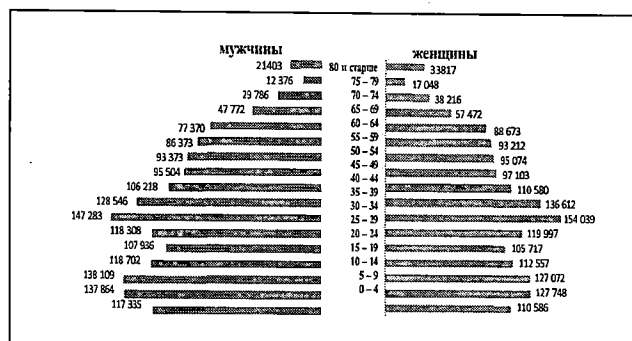 мужчины женщины
21403 80 и старше 33817
12 376 75 – 79 17 048
29 786 70 – 74 38 216
47 772 65 – 69 57 472
77 370 60 – 64 88 673
86 373 55 – 59 93 212
93 373 50 – 54 95 074
95 504 45 – 49 97 103
106 218 40 – 44 110 580
128 546 35 – 39 136 612
147 283 30 – 34 154 039
118 308 25 – 29 119 997
107 936 20 – 24 105 717
118 702 15 – 19 112 557
138 109 10 – 14 127 072
137 864 5 – 9 127 748
117 335 0 – 4 110 586